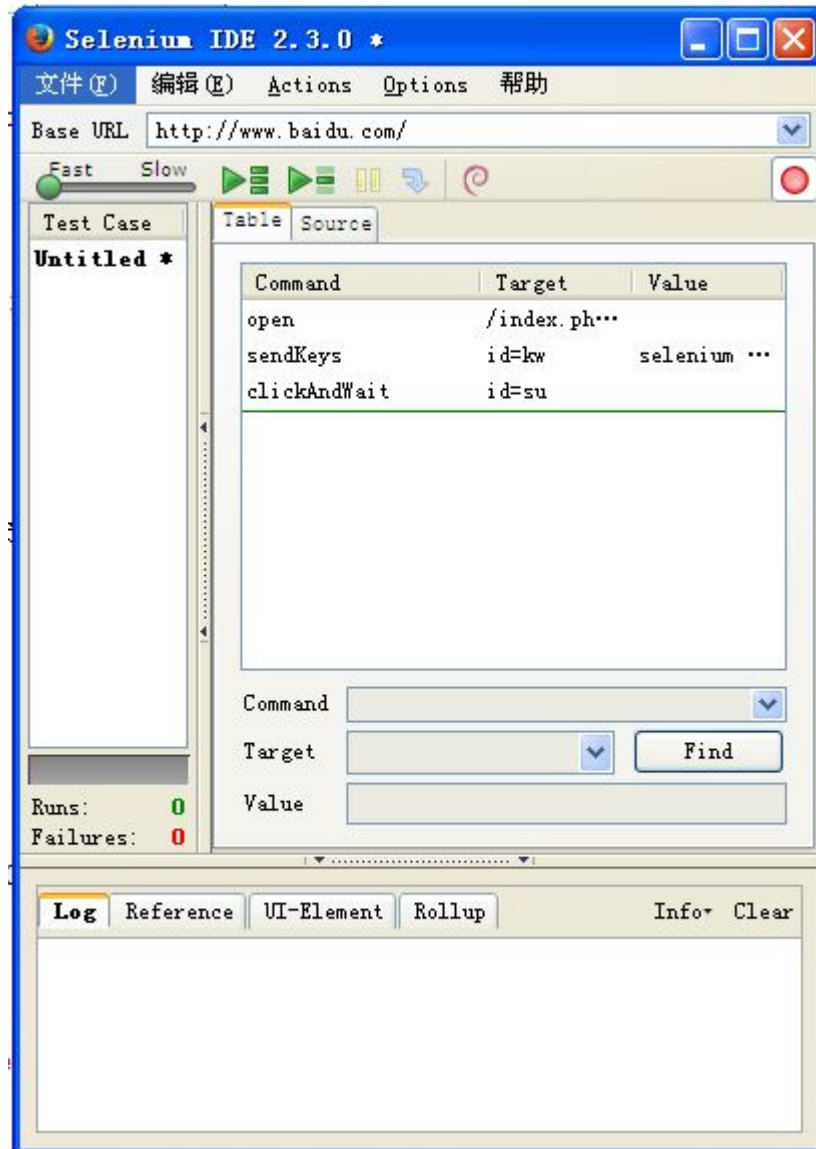 Selenium IDE 2.3.0 *
文件(F) 编辑(E) Actions Options 帮助
Base URL http://www.baidu.com/
Fast Slow
Test Case
Untitled *
Table Source
Command Target Value
open /index.ph...
sendKeys id=kw selenium ...
clickAndWait id=su
Command
Target Find
Value
Runs: 0
Failures: 0
Log Reference UI-Element Rollup Info Clear